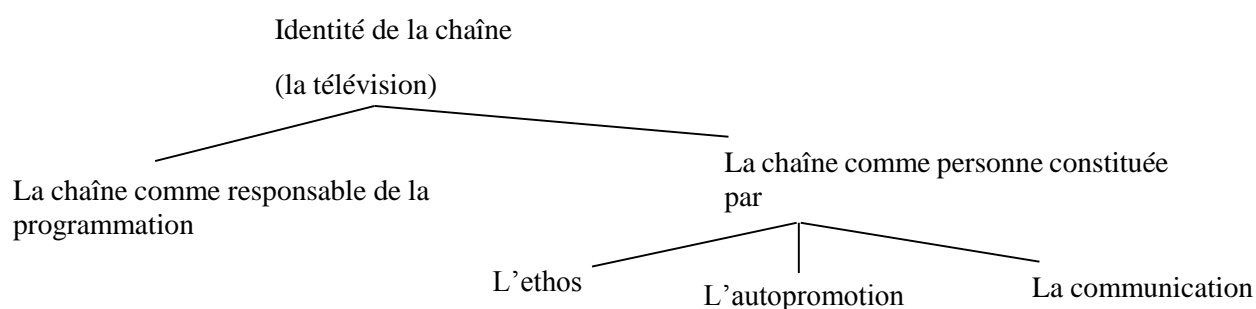 Identité de la chaîne
(la télévision)
La chaîne comme responsable de la
programmation
La chaîne comme personne constituée
par
L’ethos
L’autopromotion
La communication